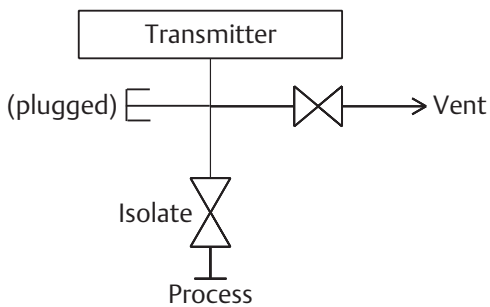 Transmitter
(plugged)
Vent
Isolate
Process